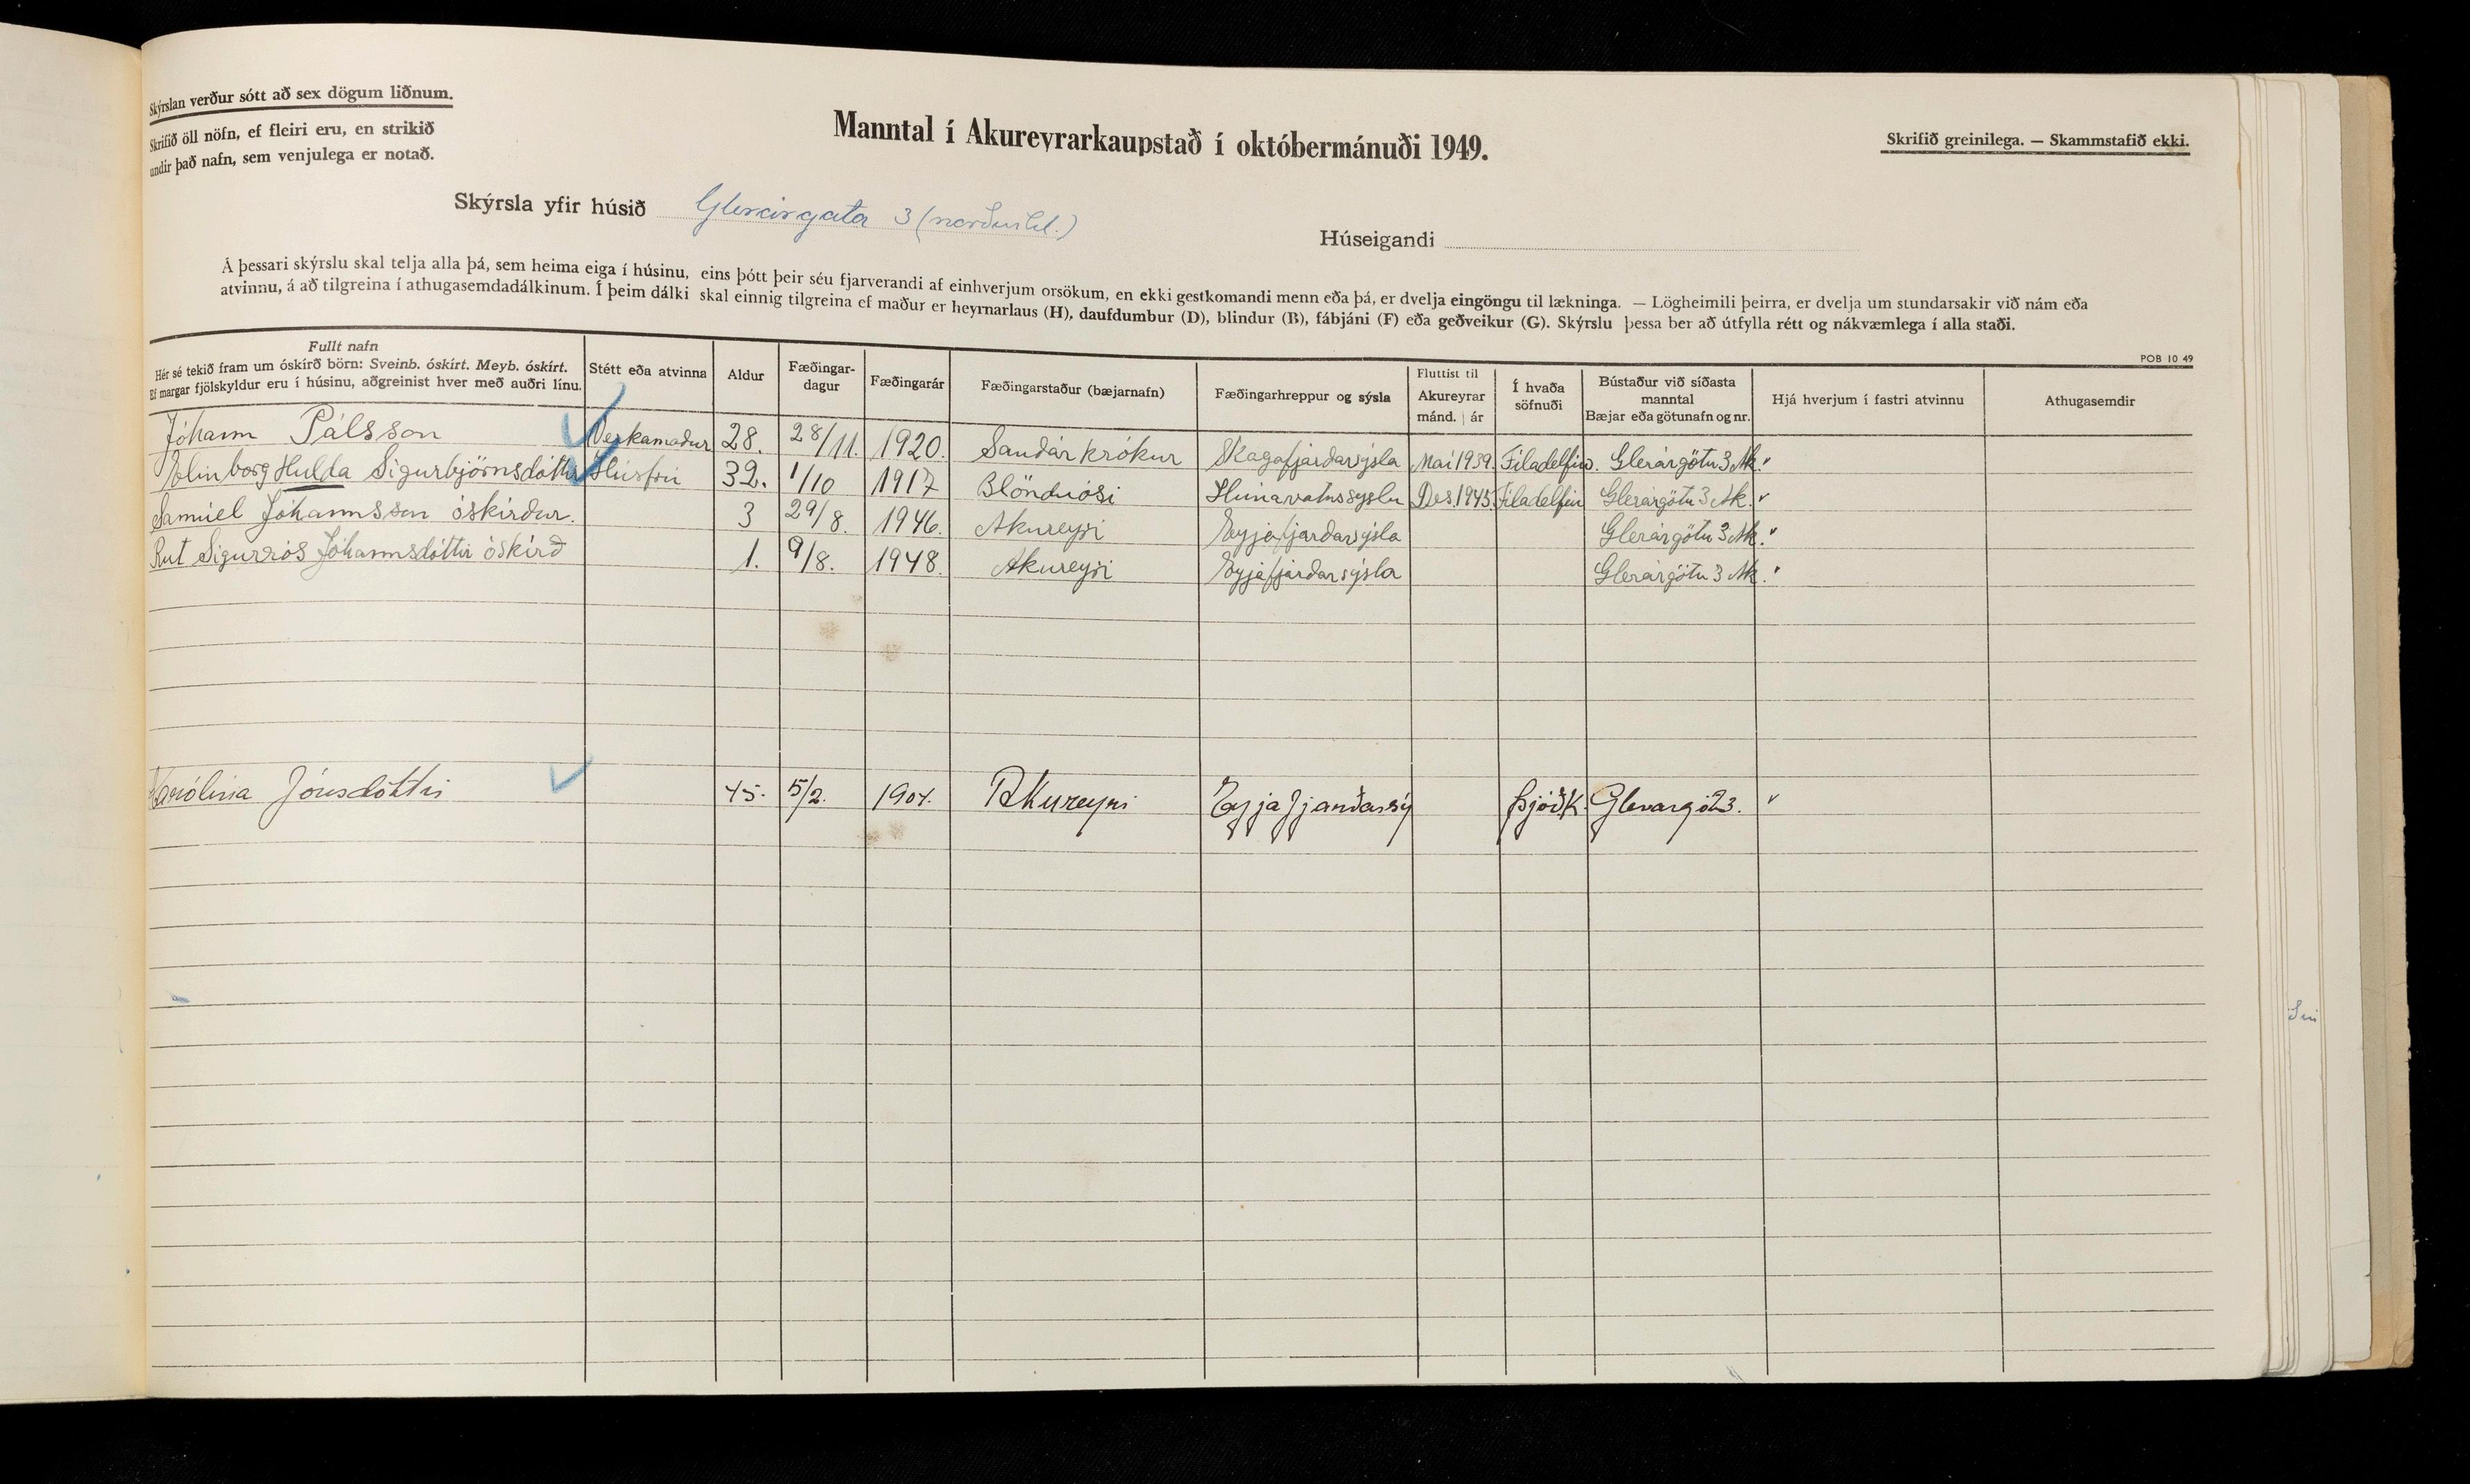 Skýrslan verður sótt að sex dögum liðnum.
Skrifið öll nöfn, ef fleiri eru, en strikið
undir það nafn, sem venjulega er notað.
Manntal í Akureyrarkaupstað í októbermánuði 1949.
Skrifið greinilega. — Skammstafið ekki.
Skýrsla yfir húsið Glerárgata 3 (norðurhl.)
Húseigandi
Á þessari skýrslu skal telja alla þá, sem heima eiga í húsinu, eins þótt þeir séu fjarverandi af einhverjum orsökum, en ekki gestkomandi menn eða þá, er dvelja eingöngu til lækninga. — Lögheimili þeirra, er dvelja um stundarsakir við nám eða
atvinnu, á að tilgreina í athugasemdadálkinum. Í þeim dálki skal einnig tilgreina ef maður er heyrnarlaus (H), daufdumbur (D), blindur (B), fábjáni (F) eða geðveikur (G). Skýrslu þessa ber að útfylla rétt og nákvæmlega í alla staði.
POB 10 49
Fullt nafn
Hér sé tekið fram um óskírð börn: Sveinb. óskírt. Meyb. óskírt.
Ef margar fjölskyldur eru í húsinu, aðgreinist hver með auðri línu.
Stétt eða atvinna
Aldur
Fæðingar-
dagur
Fæðingarár
Fæðingarstaður (bæjarnafn)
Fæðingarhreppur og sýsla
Fluttist til
Akureyrar
mánd. | ár
Í hvaða
söfnuði
Bústaður við síðasta
manntal
Bæjar eða götunafn og nr.
Hjá hverjum í fastri atvinnu
Athugasemdir
Jóhann Pálsson Verkamaður 28. 28/11. 1920. Sauðárkrókur Skagafjarðarsýsla Maí 1939. Filadelfia. Glerárgötu 3 Ak.
Elinborg Hulda Sigurbjörnsdóttir Húsfrú 32. 1/10 1917 Blönduósi Húnavatnssýslu Des. 1945. Filadelfia Glerárgötu 3 Ak.
Samúel Jóhannsson óskírður. 3 29/8. 1946. Akureyri Eyjafjarðarsýsla Glerárgötu 3 Ak.
Rut Sigurrós Jóhannsdóttir óskírð 1. 9/8. 1948. Akureyri Eyjafjarðarsýsla Glerárgötu 3 Ak.
Karólína Jónsdóttir 45. 5/2. 1904. Akureyri Eyjafjarðarsý Þjóðk. Glerargöt 3.